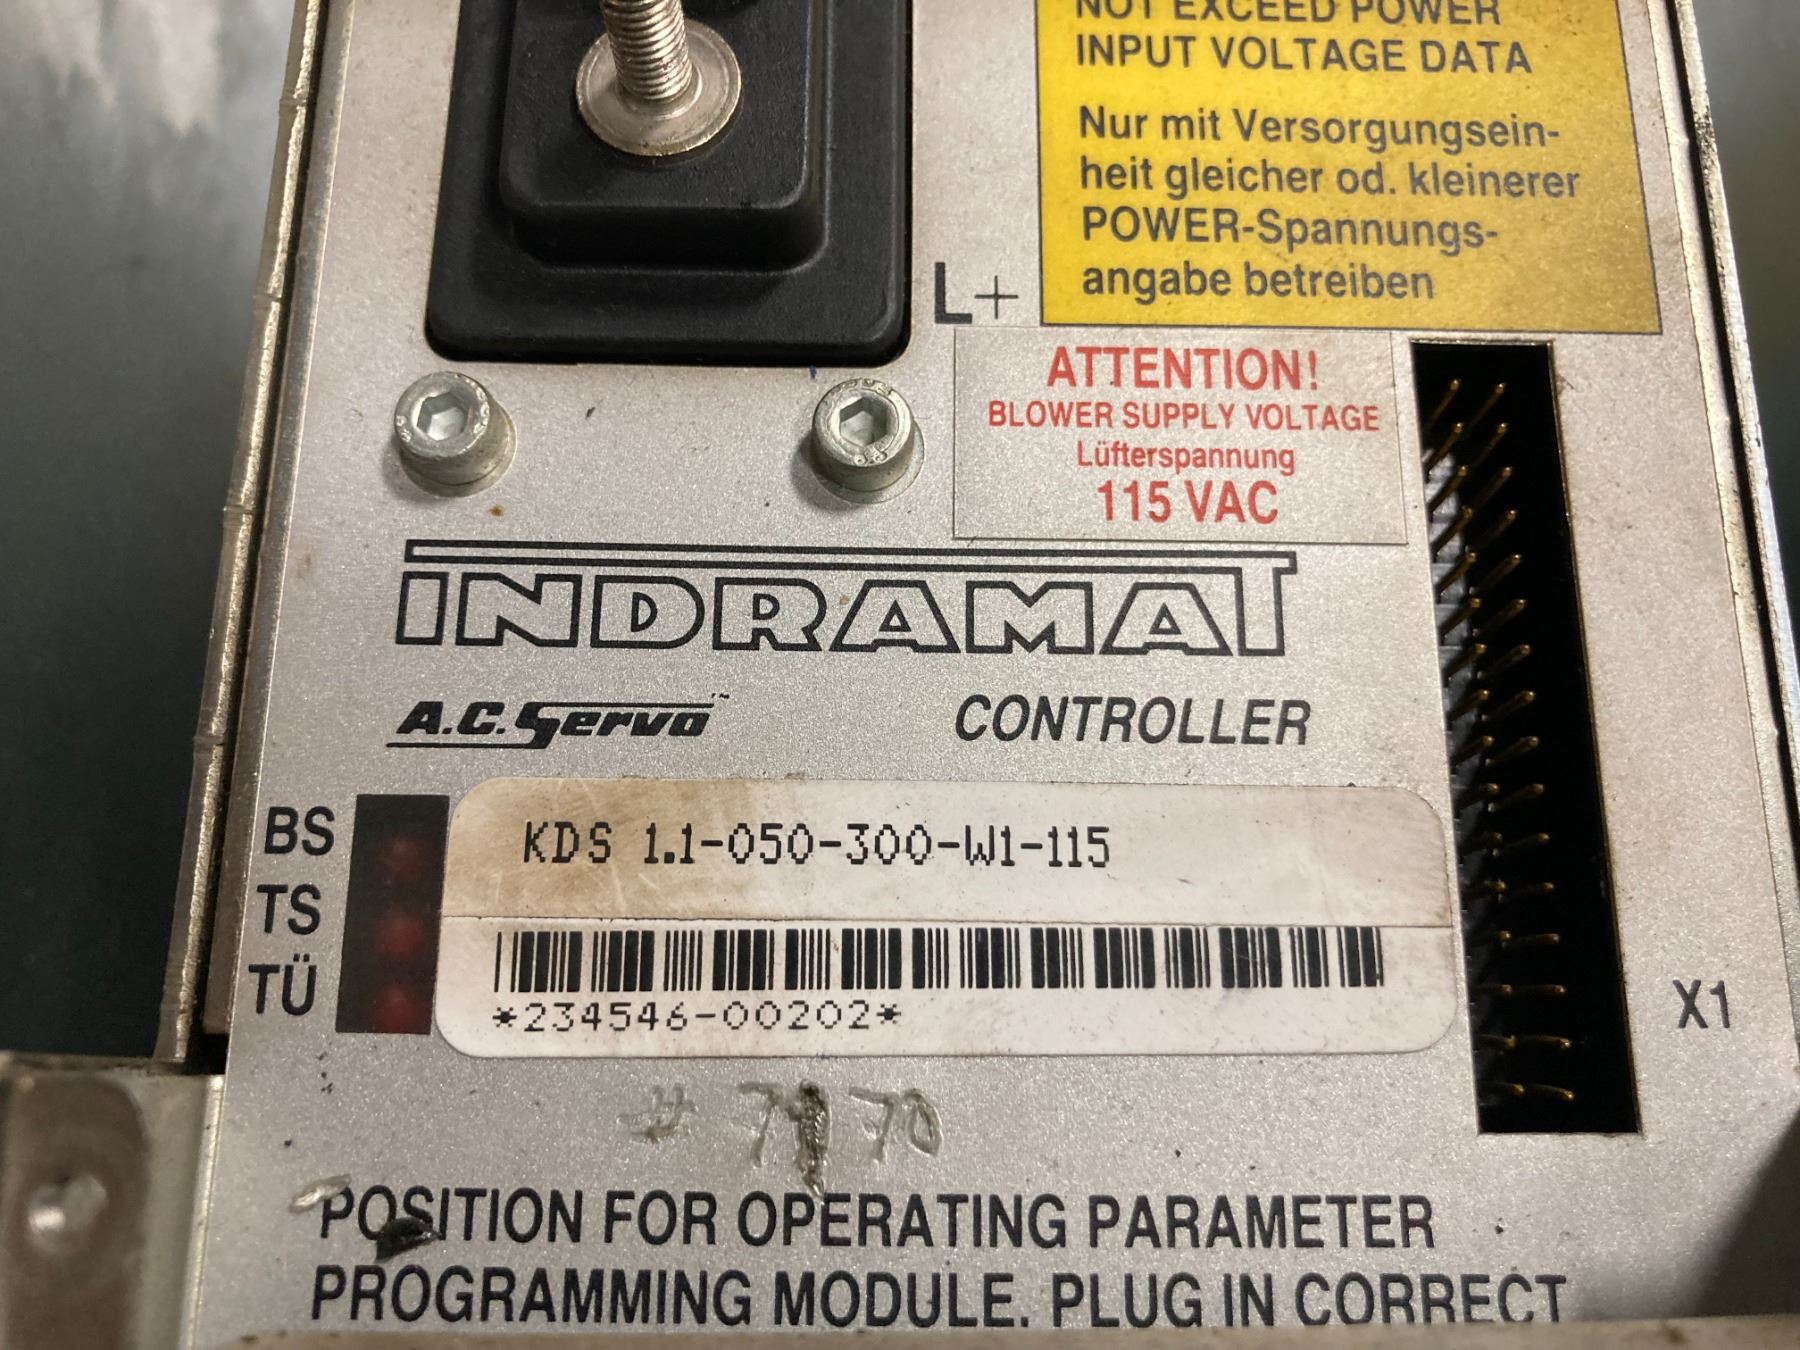 NOT EXCEED POWER
INPUT VOLTAGE DATA
Nur mit Versorgungsein-
heit gleicher od. kleinerer
POWER-Spannungs-
angabe betreiben
L+
ATTENTION!
BLOWER SUPPLY VOLTAGE
Lüfterspannung
115 VAC
INDRAMAT
A.C. Servo™
CONTROLLER
BS
TS
TÜ
KDS 1.1-050-300-W1-115
*234546-00202*
X1
POSITION FOR OPERATING PARAMETER
PROGRAMMING MODULE. PLUG IN CORRECT